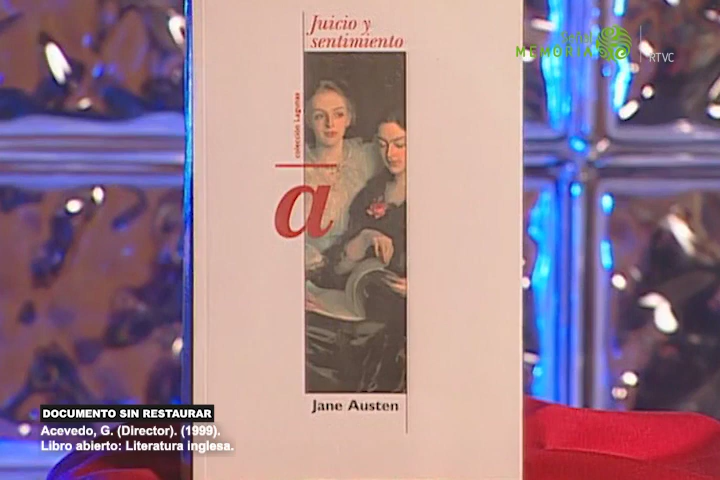 Juicio y
sentimiento
colección Lagunas
a
Jane Austen
Señal
MEMORIA
RTVC
DOCUMENTO SIN RESTAURAR
Acevedo, G. (Director). (1999).
Libro abierto: Literatura inglesa.